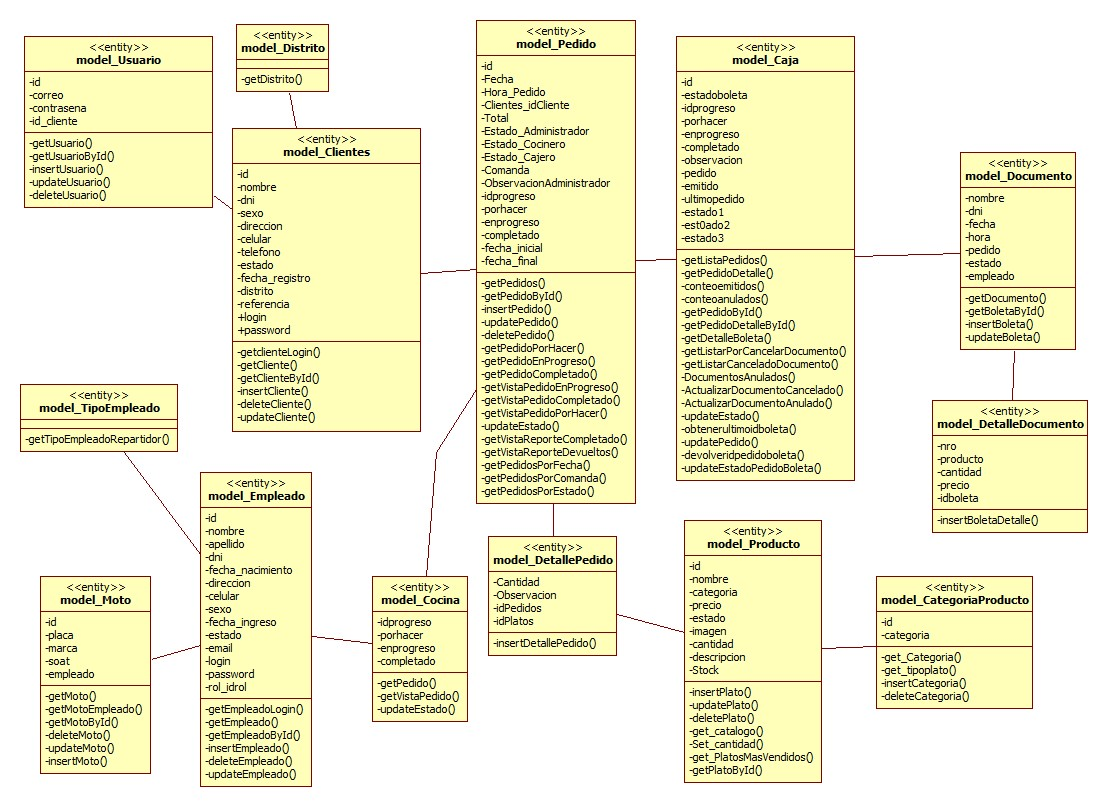 <<entity>>
model_Usuario
-id
-correo
-contrasena
-id_cliente
-getUsuario()
-getUsuarioById()
-insertUsuario()
-updateUsuario()
-deleteUsuario()
<<entity>>
model_Distrito
-getDistrito()
<<entity>>
model_Clientes
-id
-nombre
-dni
-sexo
-direccion
-celular
-telefono
-estado
-fecha_registro
-distrito
-referencia
+login
+password
-getclienteLogin()
-getCliente()
-getClienteById()
-insertCliente()
-deleteCliente()
-updateCliente()
<<entity>>
model_Pedido
-id
-Fecha
-Hora_Pedido
-Clientes_idCliente
-Total
-Estado_Administrador
-Estado_Cocinero
-Estado_Cajero
-Comanda
-ObservacionAdministrador
-idprogreso
-porhacer
-enprogreso
-completado
-fecha_inicial
-fecha_final
-getPedidos()
-getPedidoById()
-insertPedido()
-updatePedido()
-deletePedido()
-getPedidoPorHacer()
-getPedidoEnProgreso()
-getPedidoCompletado()
-getVistaPedidoEnProgreso()
-getVistaPedidoCompletado()
-getVistaPedidoPorHacer()
-updateEstado()
-getVistaReporteCompletado()
-getVistaReporteDevueltos()
-getPedidosPorFecha()
-getPedidosPorComanda()
-getPedidosPorEstado()
<<entity>>
model_Caja
-id
-estadoboleta
-idprogreso
-porhacer
-enprogreso
-completado
-observacion
-pedido
-emitido
-ultimopedido
-estado1
-est0ado2
-estado3
-getListaPedidos()
-getPedidoDetalle()
-conteoemitidos()
-conteoanulados()
-getPedidoById()
-getPedidoDetalleById()
-getDetalleBoleta()
-getListarPorCancelarDocumento()
-getListarCanceladoDocumento()
-DocumentosAnulados()
-ActualizarDocumentoCancelado()
-ActualizarDocumentoAnulado()
-updateEstado()
-obtenerultimoidboleta()
-updatePedido()
-devolveridpedidoboleta()
-updateEstadoPedidoBoleta()
<<entity>>
model_Documento
-nombre
-dni
-fecha
-hora
-pedido
-estado
-empleado
-getDocumento()
-getBoletaById()
-insertBoleta()
-updateBoleta()
<<entity>>
model_DetalleDocumento
-nro
-producto
-cantidad
-precio
-idboleta
-insertBoletaDetalle()
<<entity>>
model_TipoEmpleado
-getTipoEmpleadoRepartidor()
<<entity>>
model_Moto
-id
-placa
-marca
-soat
-empleado
-getMoto()
-getMotoEmpleado()
-getMotoById()
-deleteMoto()
-updateMoto()
-insertMoto()
<<entity>>
model_Empleado
-id
-nombre
-apellido
-dni
-fecha_nacimiento
-direccion
-celular
-sexo
-fecha_ingreso
-estado
-email
-login
-password
-rol_idrol
-getEmpleadoLogin()
-getEmpleado()
-getEmpleadoById()
-insertEmpleado()
-deleteEmpleado()
-updateEmpleado()
<<entity>>
model_Cocina
-idprogreso
-porhacer
-enprogreso
-completado
-getPedido()
-getVistaPedido()
-updateEstado()
<<entity>>
model_DetallePedido
-Cantidad
-Observacion
-idPedidos
-idPlatos
-insertDetallePedido()
<<entity>>
model_Producto
-id
-nombre
-categoria
-precio
-estado
-imagen
-cantidad
-descripcion
-Stock
-insertPlato()
-updatePlato()
-deletePlato()
-get_catalogo()
-Set_cantidad()
-get_PlatosMasVendidos()
-getPlatoById()
<<entity>>
model_CategoriaProducto
-id
-categoria
-get_Categoria()
-get_tipoplato()
-insertCategoria()
-deleteCategoria()